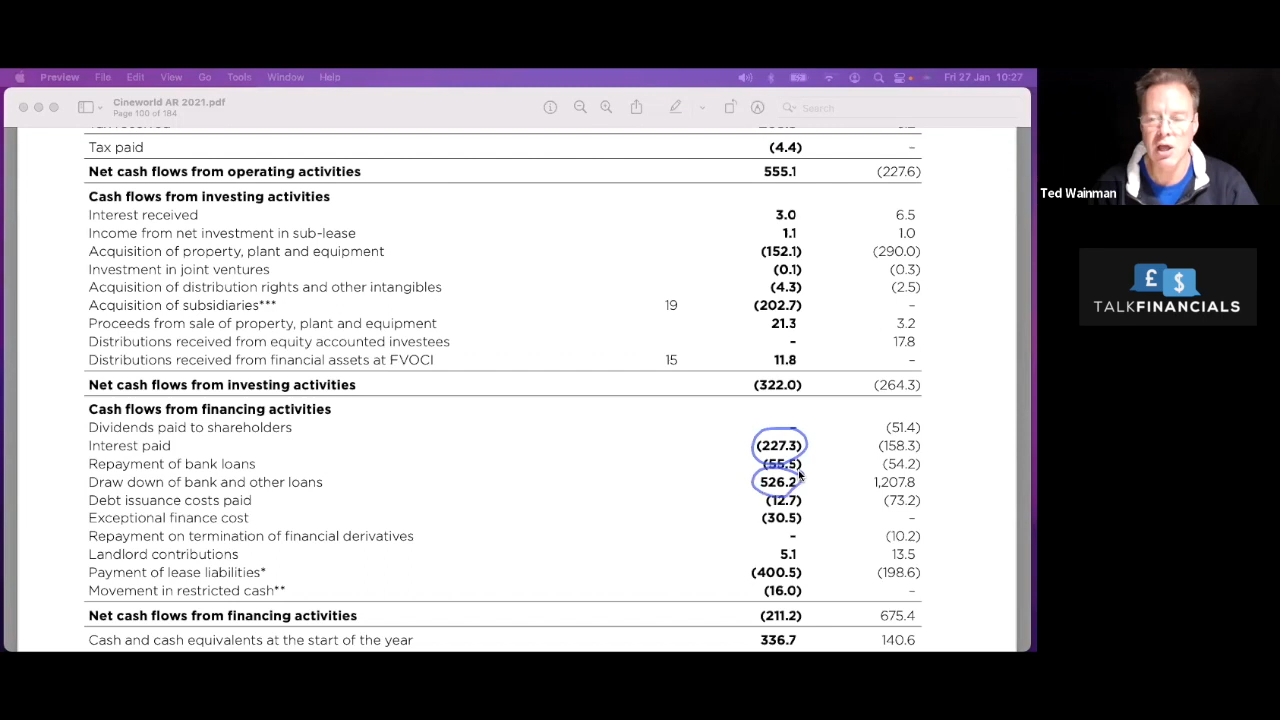 Preview File Edit View Go Tools Window Help Fri 27 Jan 10:27
Cineworld AR 2021.pdf
Page 100 of 184
Search
Tax paid (4.4) –
Net cash flows from operating activities 555.1 (227.6)
Cash flows from investing activities
Interest received 3.0 6.5
Income from net investment in sub-lease 1.1 1.0
Acquisition of property, plant and equipment (152.1) (290.0)
Investment in joint ventures (0.1) (0.3)
Acquisition of distribution rights and other intangibles (4.3) (2.5)
Acquisition of subsidiaries*** 19 (202.7) –
Proceeds from sale of property, plant and equipment 21.3 3.2
Distributions received from equity accounted investees – 17.8
Distributions received from financial assets at FVOCI 15 11.8 –
Net cash flows from investing activities (322.0) (264.3)
Cash flows from financing activities
Dividends paid to shareholders – (51.4)
Interest paid (227.3) (158.3)
Repayment of bank loans (55.5) (54.2)
Draw down of bank and other loans 526.2 1,207.8
Debt issuance costs paid (12.7) (73.2)
Exceptional finance cost (30.5) –
Repayment on termination of financial derivatives – (10.2)
Landlord contributions 5.1 13.5
Payment of lease liabilities* (400.5) (198.6)
Movement in restricted cash** (16.0) –
Net cash flows from financing activities (211.2) 675.4
Cash and cash equivalents at the start of the year 336.7 140.6
Ted Wainman
£ $
TALKFINANCIALS